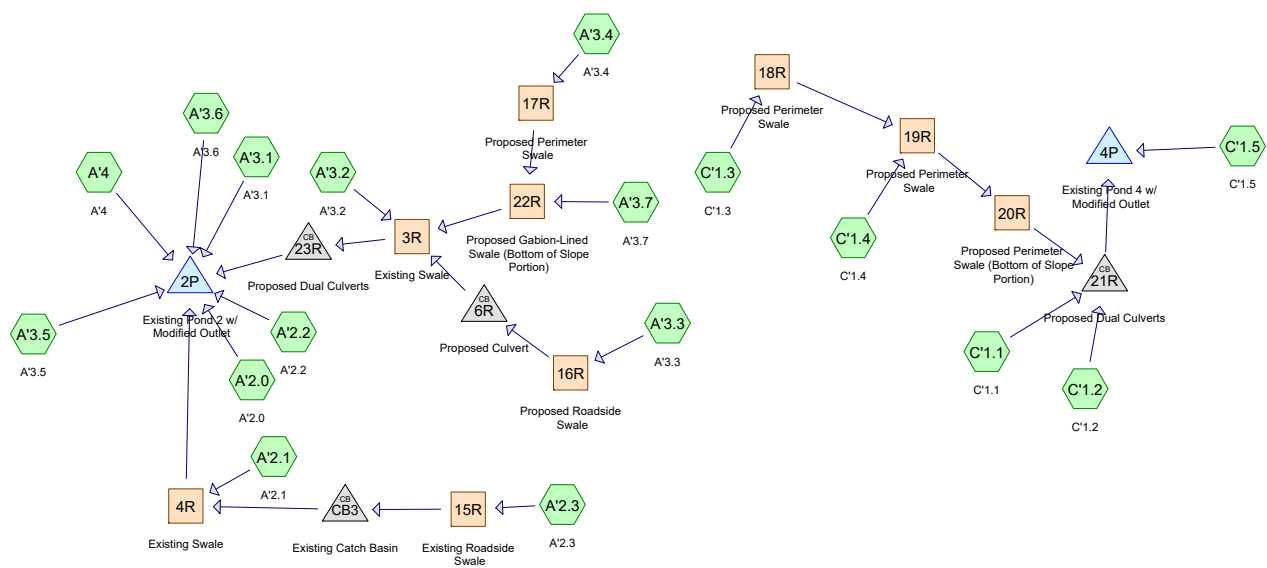 A'3.4
A'3.4
17R
Proposed Perimeter
Swale
A'3.6
A'3.6
A'3.1
A'3.1
A'4
A'4
A'3.2
A'3.2
22R
Proposed Gabion-Lined
Swale (Bottom of Slope
Portion)
A'3.7
A'3.7
3R
Existing Swale
CB
23R
Proposed Dual Culverts
2P
Existing Pond 2 w/
Modified Outlet
A'3.5
A'3.5
A'2.2
A'2.2
A'2.0
A'2.0
CB
6R
Proposed Culvert
A'3.3
A'3.3
16R
Proposed Roadside
Swale
A'2.1
A'2.1
4R
Existing Swale
CB
CB3
Existing Catch Basin
15R
Existing Roadside
Swale
A'2.3
A'2.3
18R
Proposed Perimeter
Swale
C'1.3
C'1.3
19R
Proposed Perimeter
Swale
C'1.4
C'1.4
20R
Proposed Perimeter
Swale (Bottom of Slope
Portion)
4P
Existing Pond 4 w/
Modified Outlet
C'1.5
C'1.5
CB
21R
Proposed Dual Culverts
C'1.1
C'1.1
C'1.2
C'1.2